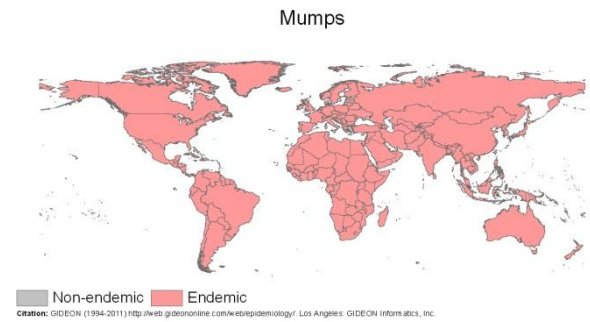 Mumps
Non-endemic Endemic
Citation: GIDEON (1994-2011) http://web.gideononline.com/web/epidemiology/. Los Angeles: GIDEON Informatics, Inc.